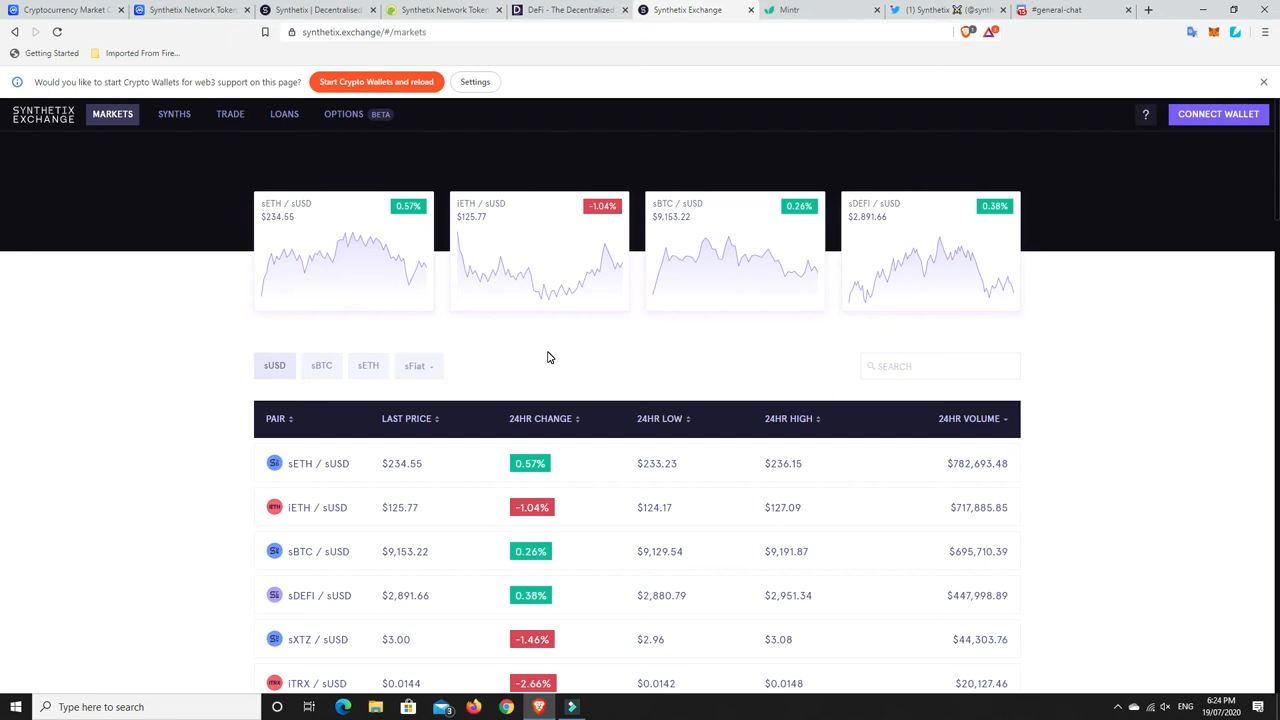 Cryptocurrency Market C
Synthetix Network Token
Synthetix | Decentralised
Synthetix Network Token
DeFi - The Decentralized
Synthetix Exchange
Mintr
(1) Synthetix
(@synth
#general-chat
synthetix.exchange/#/markets
Getting Started
Imported From Fire...
Would you like to start Crypto Wallets for web3 support on this page?
Start Crypto Wallets and reload
Settings
SYNTHETIX
EXCHANGE
MARKETS
SYNTHS
TRADE
LOANS
OPTIONS BETA
?
CONNECT WALLET
sETH / sUSD 0.57%
$234.55
iETH / sUSD -1.04%
$125.77
sBTC / sUSD 0.26%
$9,153.22
sDEFI / sUSD 0.38%
$2,891.66
sUSD sBTC sETH sFiat
SEARCH
PAIR LAST PRICE 24HR CHANGE 24HR LOW 24HR HIGH 24HR VOLUME
sETH / sUSD $234.55 0.57% $233.23 $236.15 $782,693.48
iETH / sUSD $125.77 -1.04% $124.17 $127.09 $717,885.85
sBTC / sUSD $9,153.22 0.26% $9,129.54 $9,191.87 $695,710.39
sDEFI / sUSD $2,891.66 0.38% $2,880.79 $2,951.34 $447,998.89
sXTZ / sUSD $3.00 -1.46% $2.96 $3.08 $44,303.76
iTRX / sUSD $0.0144 -2.66% $0.0142 $0.0148 $20,127.46
Type here to search
ENG
6:24 PM
19/07/2020